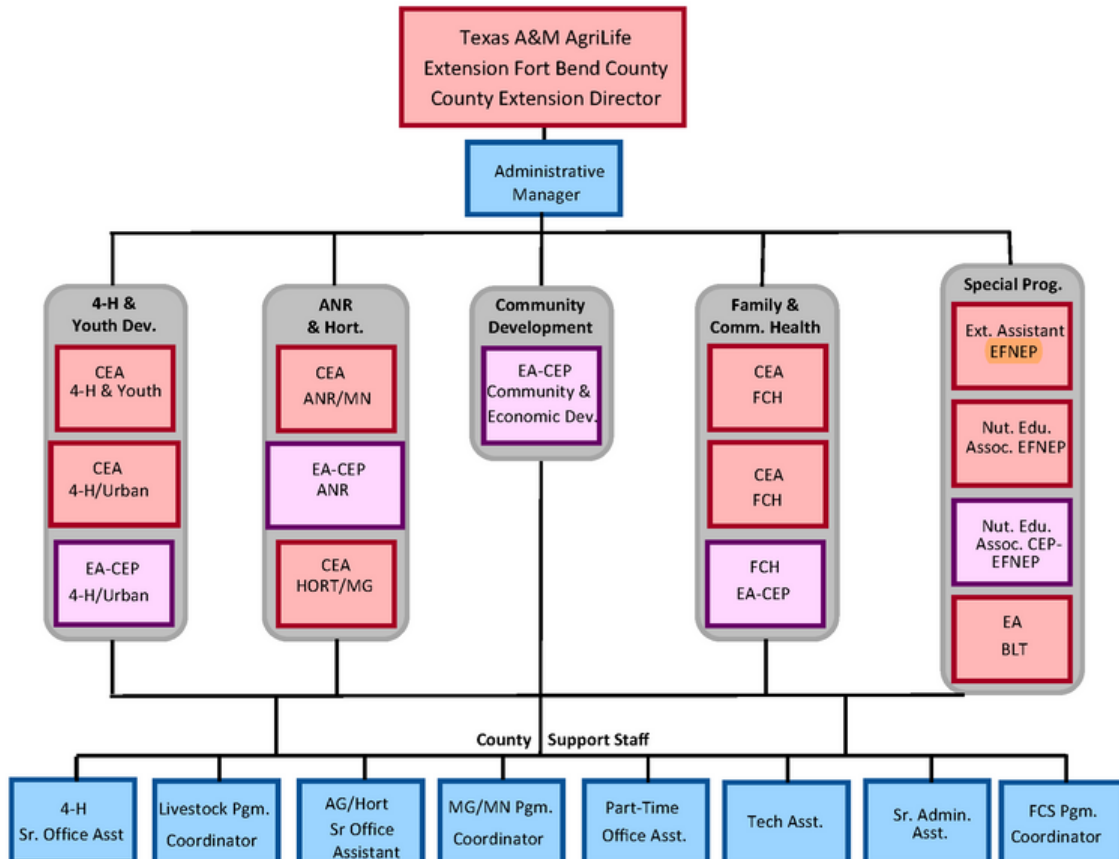 Texas A&M AgriLife
Extension Fort Bend County
County Extension Director
Administrative
Manager
4-H &
Youth Dev.
CEA
4-H & Youth
CEA
4-H/Urban
EA-CEP
4-H/Urban
ANR
& Hort.
CEA
ANR/MN
EA-CEP
ANR
CEA
HORT/MG
Community
Development
EA-CEP
Community &
Economic Dev.
Family &
Comm. Health
CEA
FCH
CEA
FCH
FCH
EA-CEP
Special Prog.
Ext. Assistant
EFNEP
Nut. Edu.
Assoc. EFNEP
Nut. Edu.
Assoc. CEP-
EFNEP
EA
BLT
County Support Staff
4-H
Sr. Office Asst
Livestock Pgm.
Coordinator
AG/Hort
Sr Office
Assistant
MG/MN Pgm.
Coordinator
Part-Time
Office Asst.
Tech Asst.
Sr. Admin.
Asst.
FCS Pgm.
Coordinator